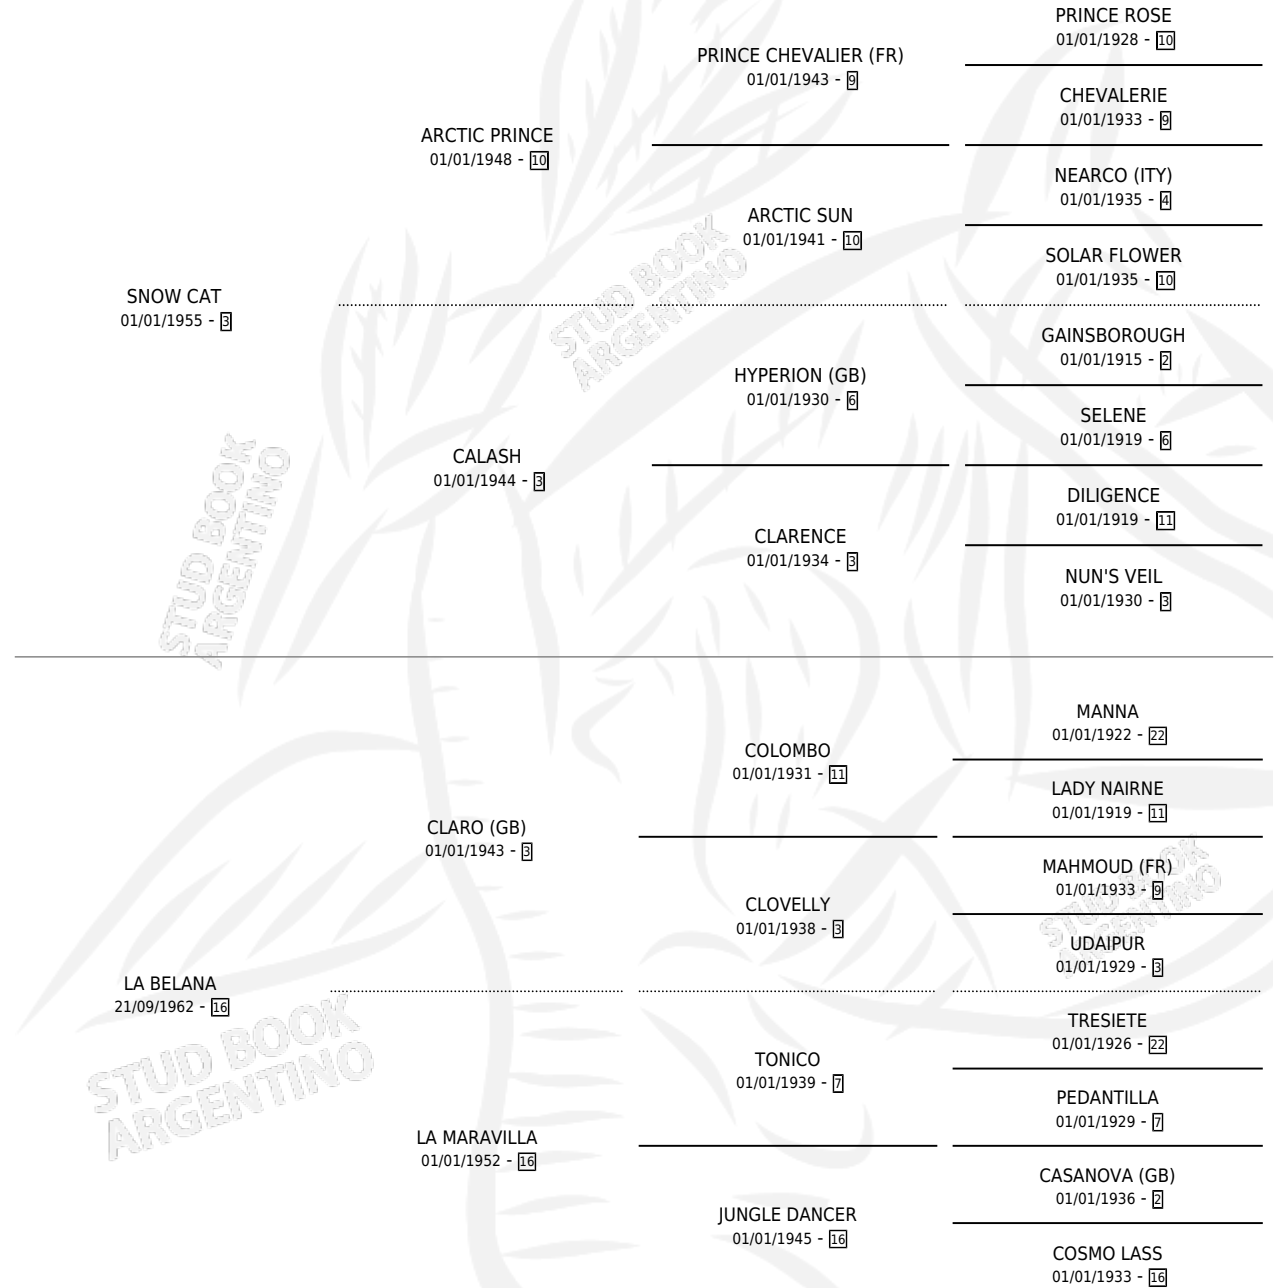 PRINCE ROSE
01/01/1928 - 10
PRINCE CHEVALIER (FR)
01/01/1943 - 9
CHEVALERIE
01/01/1933 - 9
ARCTIC PRINCE
01/01/1948 - 10
NEARCO (ITY)
01/01/1935 - 4
ARCTIC SUN
01/01/1941 - 10
SOLAR FLOWER
01/01/1935 - 10
SNOW CAT
01/01/1955 - 3
STUD BOOK
ARGENTINO
GAINSBOROUGH
01/01/1915 - 2
HYPERION (GB)
01/01/1930 - 6
SELENE
01/01/1919 - 6
CALASH
01/01/1944 - 3
DILIGENCE
01/01/1919 - 11
CLARENCE
01/01/1934 - 3
NUN'S VEIL
01/01/1930 - 3
STUD BOOK
ARGENTINO
MANNA
01/01/1922 - 22
COLOMBO
01/01/1931 - 11
LADY NAIRNE
01/01/1919 - 11
CLARO (GB)
01/01/1943 - 3
MAHMOUD (FR)
01/01/1933 - 9
CLOVELLY
01/01/1938 - 3
UDAIPUR
01/01/1929 - 3
STUD BOOK
ARGENTINO
LA BELANA
21/09/1962 - 16
STUD BOOK
ARGENTINO
TRESIETE
01/01/1926 - 22
TONICO
01/01/1939 - 7
PEDANTILLA
01/01/1929 - 7
LA MARAVILLA
01/01/1952 - 16
CASANOVA (GB)
01/01/1936 - 2
JUNGLE DANCER
01/01/1945 - 16
COSMO LASS
01/01/1933 - 16